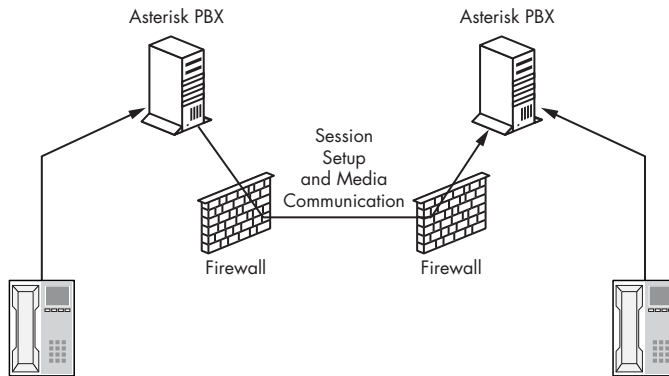 Asterisk PBX
Asterisk PBX
Session
Setup
and Media
Communication
Firewall
Firewall